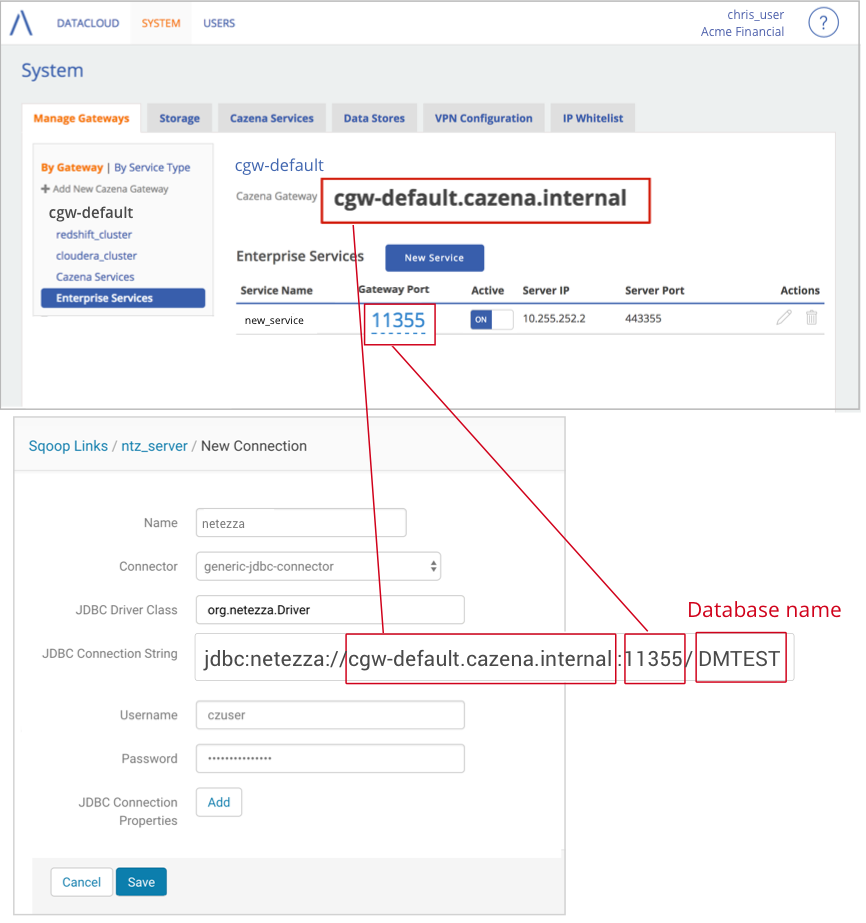 DATACLOUD SYSTEM USERS
chris_user
Acme Financial
?
System
Manage Gateways Storage Cazena Services Data Stores VPN Configuration IP Whitelist
By Gateway | By Service Type
+ Add New Cazena Gateway
cgw-default
redshift_cluster
cloudera_cluster
Cazena Services
Enterprise Services
cgw-default
Cazena Gateway cgw-default.cazena.internal
Enterprise Services New Service
Service Name Gateway Port Active Server IP Server Port Actions
new_service 11355 ON 10.255.252.2 443355
Sqoop Links / ntz_server / New Connection
Name netezza
Connector generic-jdbc-connector
JDBC Driver Class org.netezza.Driver
Database name
JDBC Connection String jdbc:netezza://cgw-default.cazena.internal:11355/DMTEST
Username czuser
Password •••••••••••••••
JDBC Connection Properties Add
Cancel Save